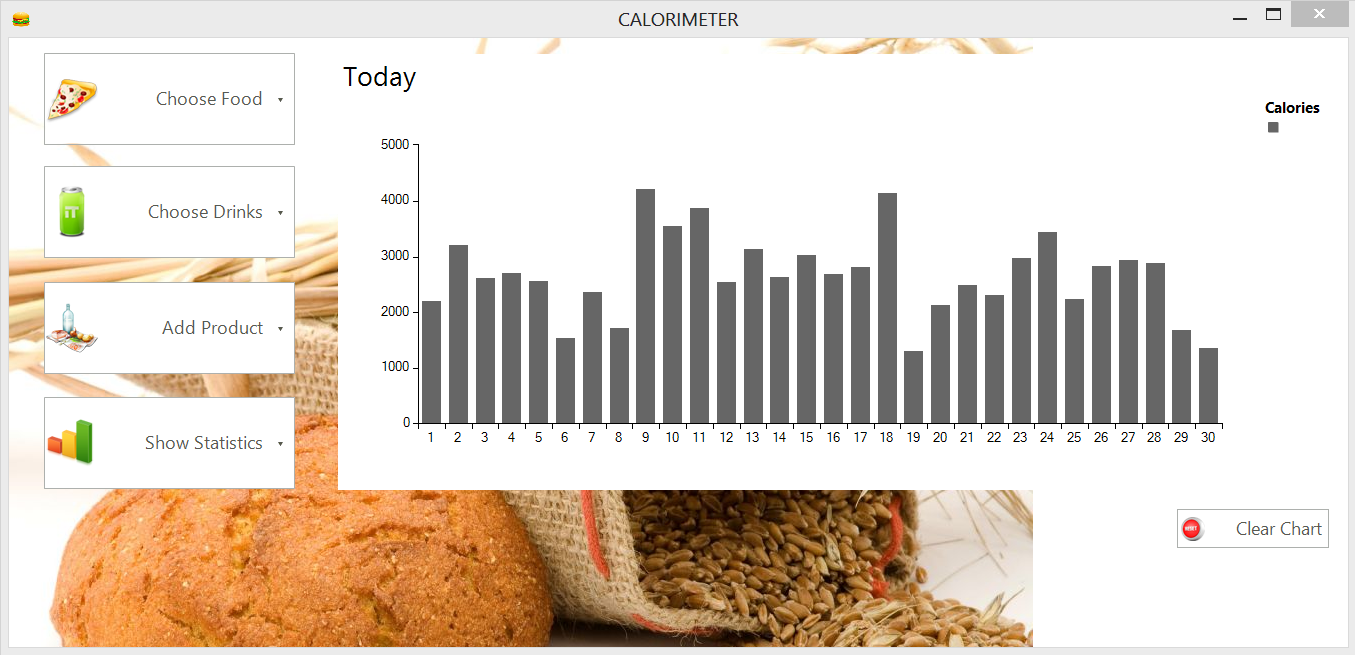 CALORIMETER
Choose Food
Choose Drinks
iT
Add Product
Show Statistics
Today
Calories
5000
4000
3000
2000
1000
0
1 2 3 4 5 6 7 8 9 10 11 12 13 14 15 16 17 18 19 20 21 22 23 24 25 26 27 28 29 30
RESET
Clear Chart